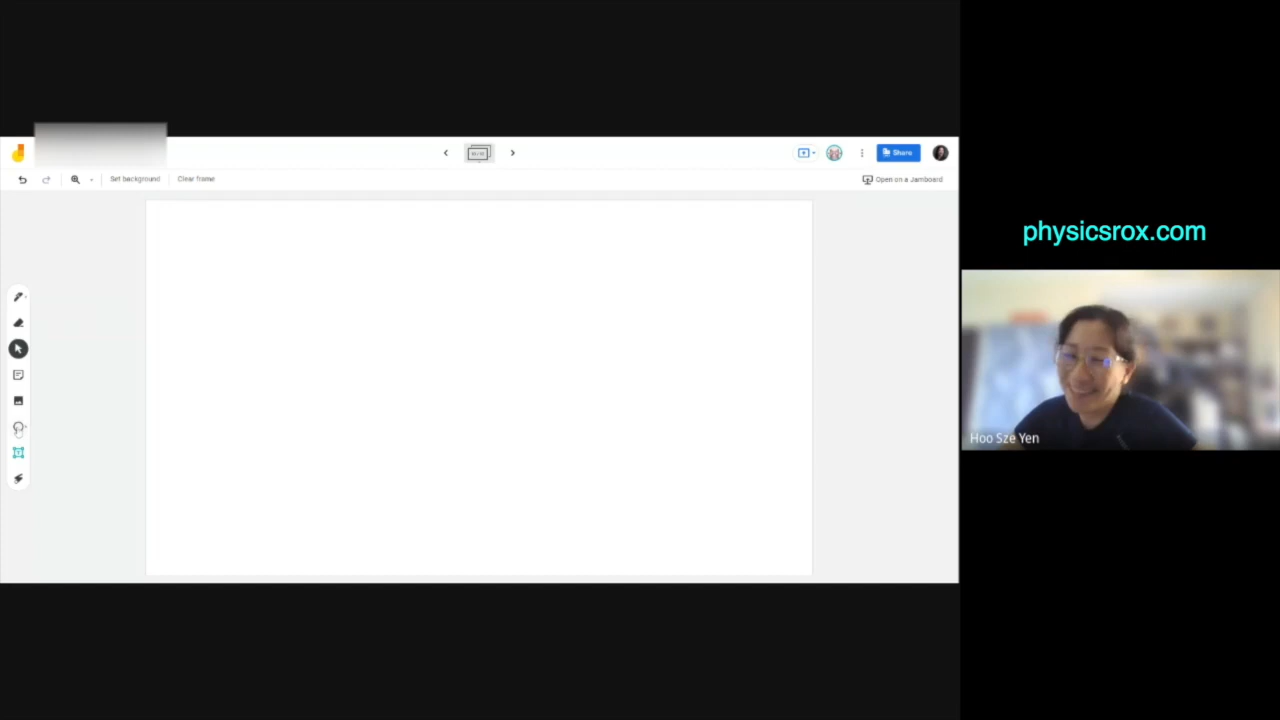 Share
Set background
Clear frame
Open on a Jamboard
physicsrox.com
Hoo Sze Yen